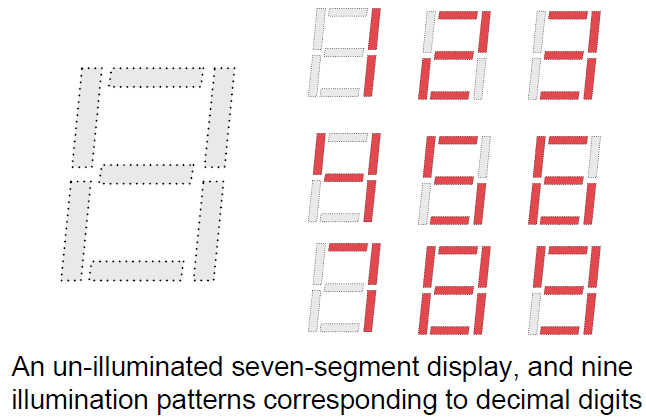 An un-illuminated seven-segment display, and nine
illumination patterns corresponding to decimal digits